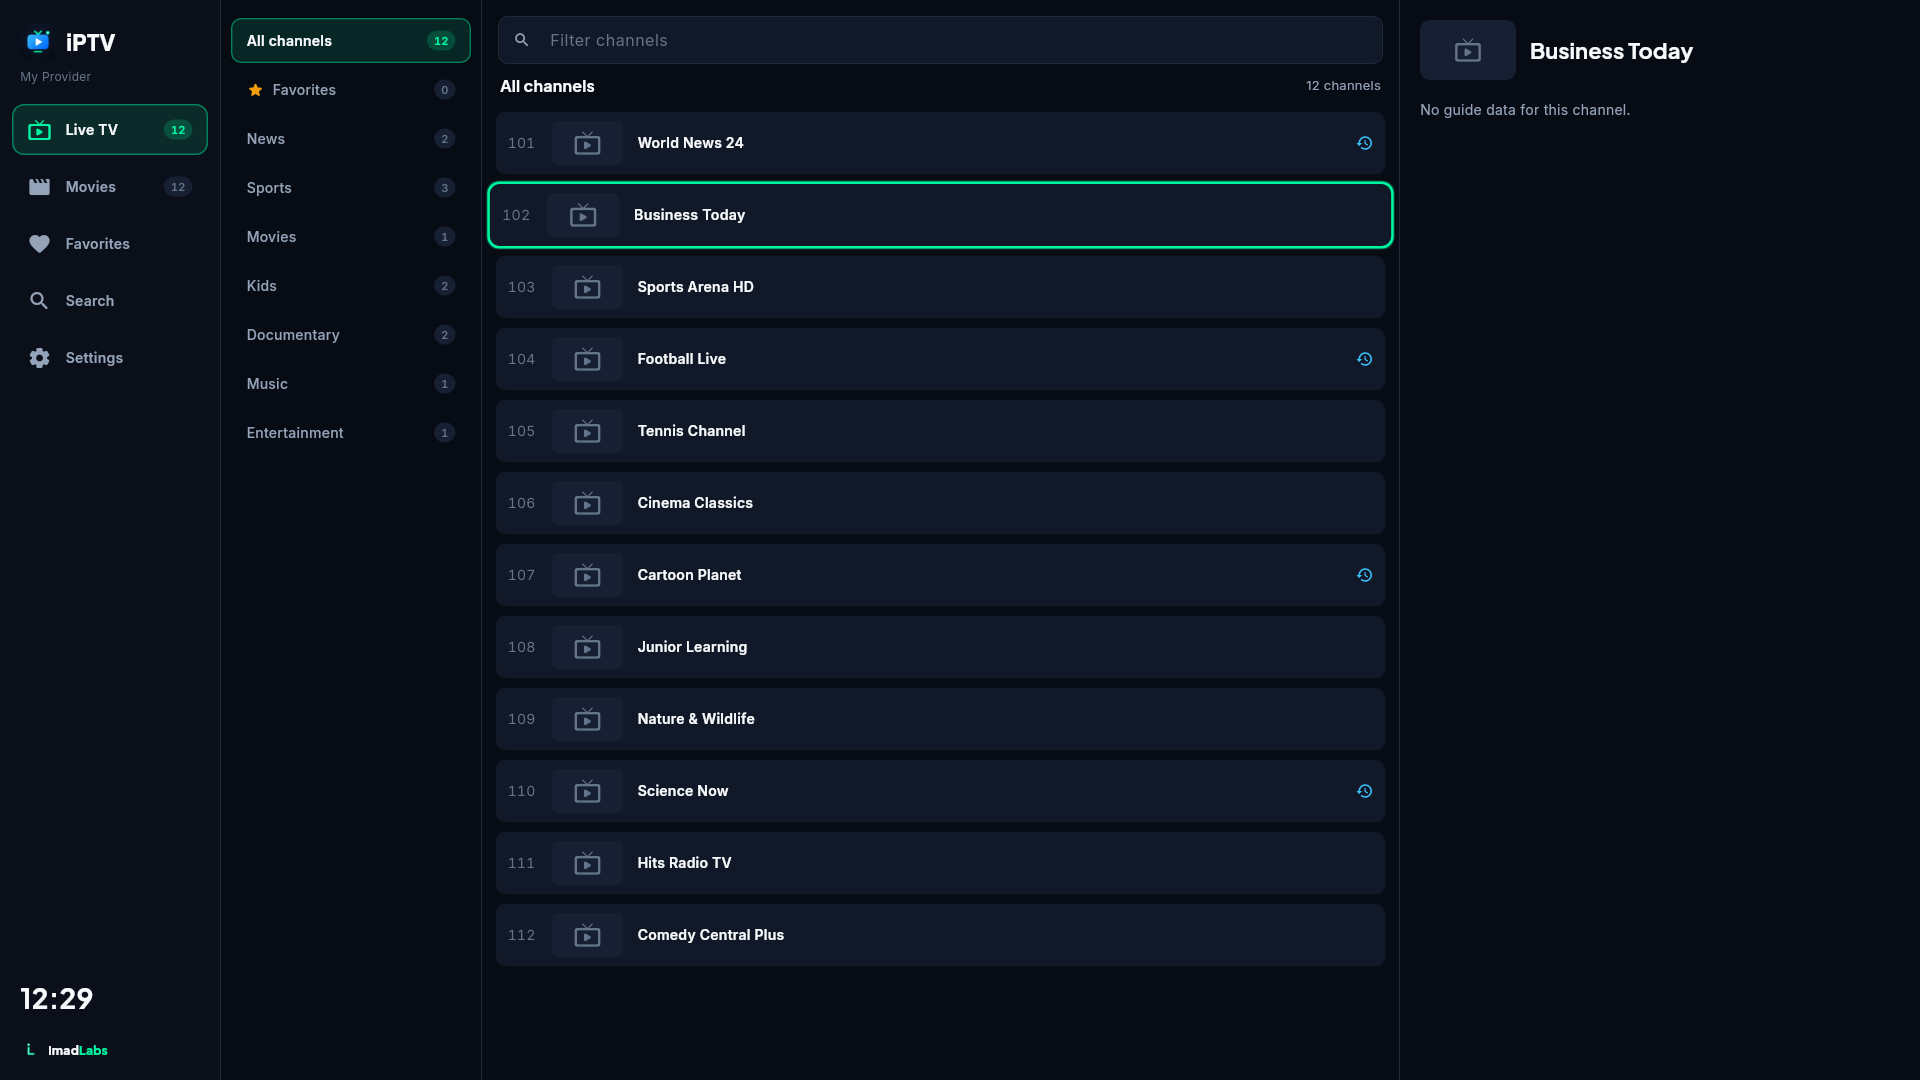 iPTV
My Provider
Live TV 12
Movies 12
Favorites
Search
Settings
12:29
ImadLabs
All channels 12
Favorites 0
News 2
Sports 3
Movies 1
Kids 2
Documentary 2
Music 1
Entertainment 1
Filter channels
All channels 12 channels
101 World News 24
102 Business Today
103 Sports Arena HD
104 Football Live
105 Tennis Channel
106 Cinema Classics
107 Cartoon Planet
108 Junior Learning
109 Nature & Wildlife
110 Science Now
111 Hits Radio TV
112 Comedy Central Plus
Business Today
No guide data for this channel.